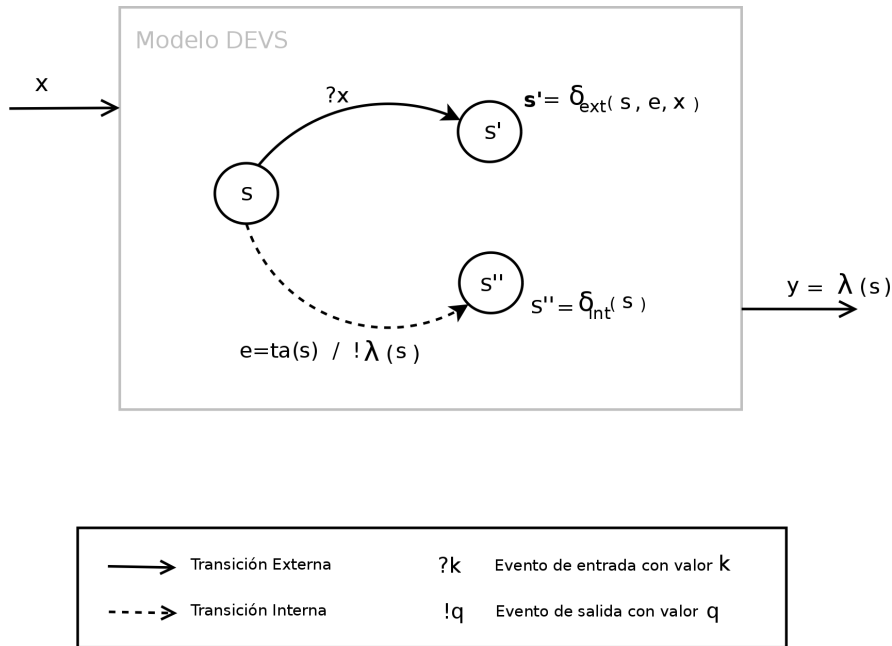 Modelo DEVS
x
?x
s'= δext( s , e, x )
s'
s
s''
s''= δint( s )
y = λ (s)
e=ta(s) / !λ (s)
Transición Externa
?k Evento de entrada con valor k
Transición Interna
!q Evento de salida con valor q